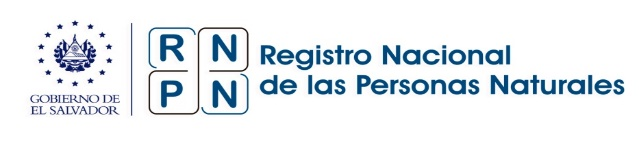 GOBIERNO DE
EL SALVADOR
R N
P N
Registro Nacional
de las Personas Naturales